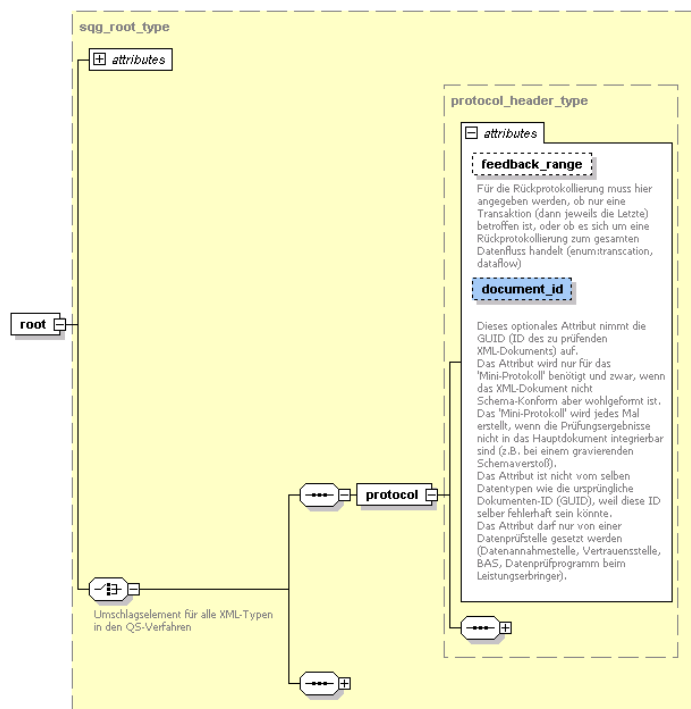 sqg_root_type
attributes
protocol_header_type
attributes
feedback_range
Für die Rückprotokollierung muss hier
angegeben werden, ob nur eine
Transaktion (dann jeweils die Letzte)
betroffen ist, oder ob es sich um eine
Rückprotokollierung zum gesamten
Datenfluss handelt (enum:transcation,
dataflow)
document_id
Dieses optionales Attribut nimmt die
GUID (ID des zu prüfenden
XML-Dokuments) auf.
Das Attribut wird nur für das
'Mini-Protokoll' benötigt und zwar, wenn
das XML-Dokument nicht
Schema-Konform aber wohlgeformt ist.
Das 'Mini-Protokoll' wird jedes Mal
erstellt, wenn die Prüfungsergebnisse
nicht in das Hauptdokument integrierbar
sind (z.B. bei einem gravierenden
Schemaverstoß).
Das Attribut ist nicht vom selben
Datentypen wie die ursprüngliche
Dokumenten-ID (GUID), weil diese ID
selber fehlerhaft sein könnte.
Das Attribut darf nur von einer
Datenprüfstelle gesetzt werden
(Datenannahmestelle, Vertrauensstelle,
BAS, Datenprüfprogramm beim
Leistungserbringer).
root
protocol
Umschlagselement für alle XML-Typen
in den QS-Verfahren